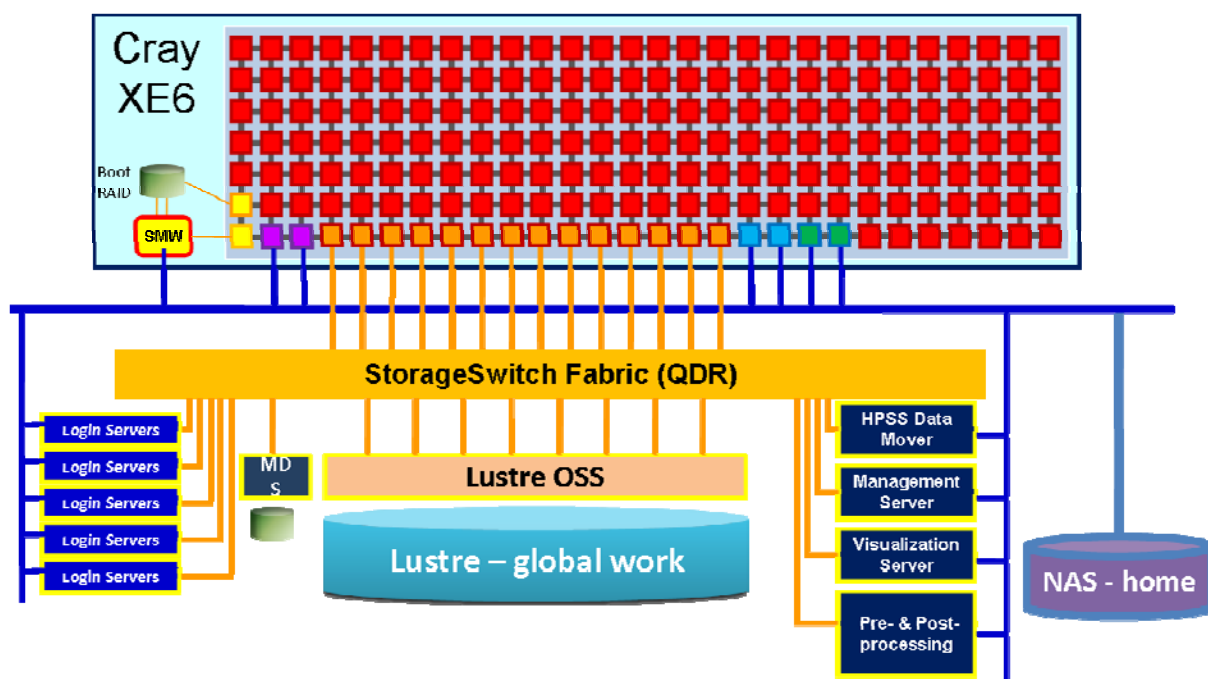 Cray
XE6
Boot
RAID
SMW
StorageSwitch Fabric (QDR)
Login Servers
Login Servers
Login Servers
Login Servers
Login Servers
MD
S
Lustre OSS
Lustre – global work
HPSS Data
Mover
Management
Server
Visualization
Server
Pre- & Post-
processing
NAS - home